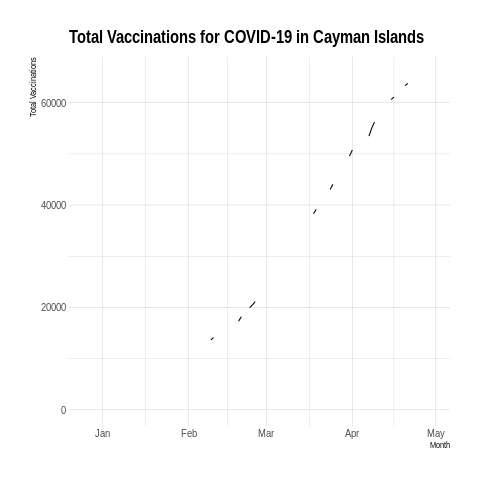 Total Vaccinations for COVID-19 in Cayman Islands
Total Vaccinations
60000
40000
20000
0
Jan Feb Mar Apr May
Month